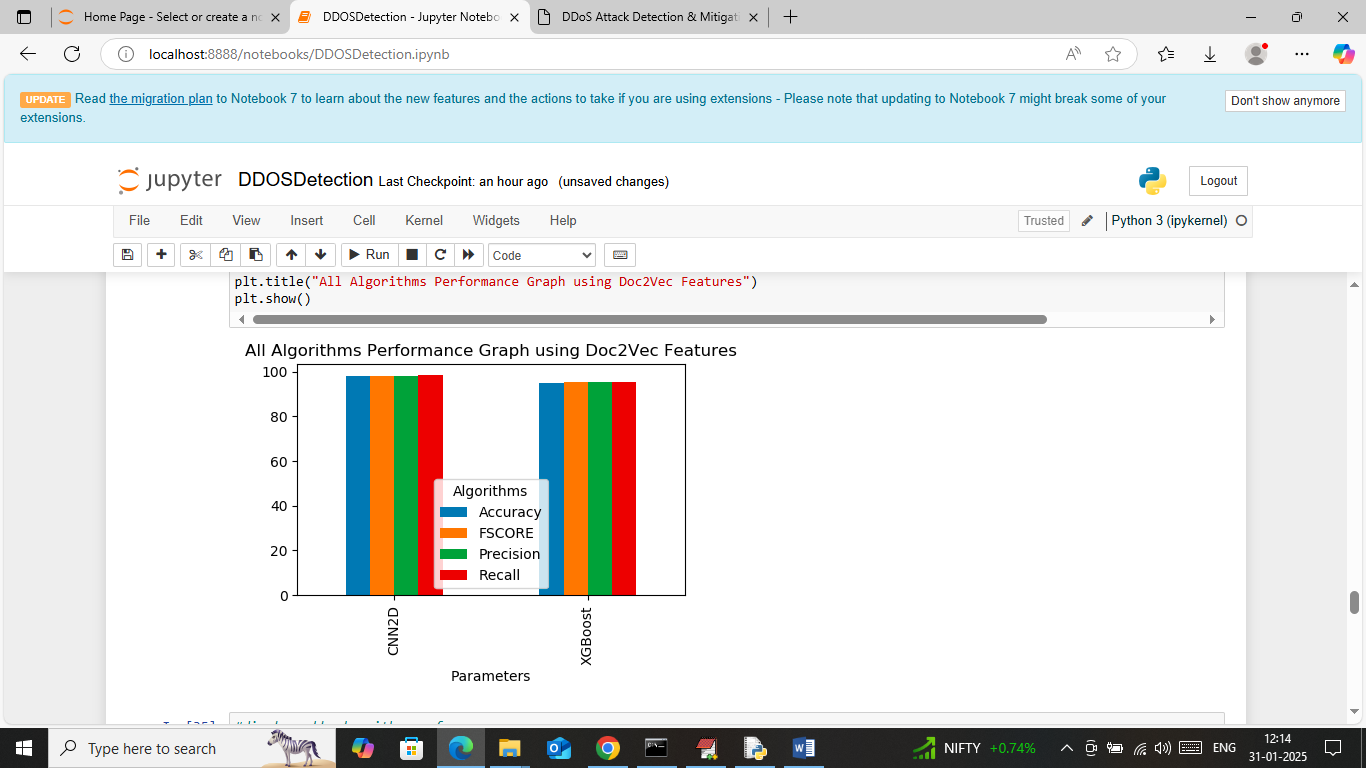 Home Page - Select or create a no
DDOSDetection - Jupyter Notebo
DDoS Attack Detection & Mitigat
localhost:8888/notebooks/DDOSDetection.ipynb
UPDATE Read the migration plan to Notebook 7 to learn about the new features and the actions to take if you are using extensions - Please note that updating to Notebook 7 might break some of your
extensions.
Don't show anymore
jupyter DDOSDetection Last Checkpoint: an hour ago (unsaved changes)
Logout
File Edit View Insert Cell Kernel Widgets Help
Trusted
Python 3 (ipykernel)
Run
Code
plt.title("All Algorithms Performance Graph using Doc2Vec Features")
plt.show()
All Algorithms Performance Graph using Doc2Vec Features
100
80
60
40
20
0
Algorithms
Accuracy
FSCORE
Precision
Recall
CNN2D
XGBoost
Parameters
Type here to search
NIFTY +0.74%
ENG
12:14
31-01-2025